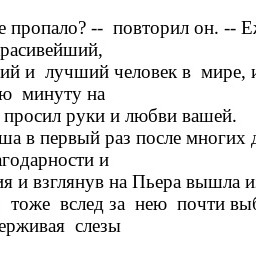 е пропало? -- повторил он. -- Е
расивейший,
ий и лучший человек в мире, и
ю минуту на
просил руки и любви вашей.
ша в первый раз после многих д
агодарности и
ия и взглянув на Пьера вышла и
тоже вслед за нею почти выб
ерживая слезы